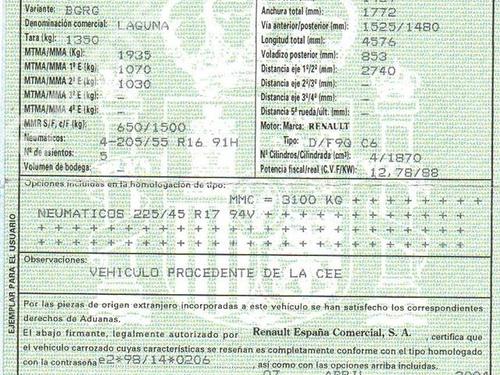 Variante: BGRG
Denominación comercial: LAGUNA
Tara (kg): 1350
MTMA/MMA (Kg): 1935
MTMA/MMA 1º E (kg): 1070
MTMA/MMA 2º E (kg): 1030
MTMA/MMA 3º E (kg): –
MTMA/MMA 4º E (kg): –
MMR S/F, c/F (kg): 650/1500
Neumáticos: 4-205/55 R16 91H
Nº de asientos: 5
Volumen de bodega: –
Anchura total (mm): 1772
Vía anterior/posterior (mm): 1525/1480
Longitud total (mm): 4576
Voladizo posterior (mm): 853
Distancia eje 1º/2º (mm): 2740
Distancia eje 2º/3º (mm): –
Distancia eje 3º/4º (mm): –
Distancia 5ª rueda/ult. (mm): –
Motor: Marca: RENAULT
Tipo: D/F9Q C6
Nº Cilindros/Cilindrada (cm³): 4/1870
Potencia fiscal/real (C.V.F/KW): 12,78/88
Opciones incluidas en la homologación de tipo:
MMC = 3100 KG + + + + + + + +
NEUMATICOS 225/45 R17 94V + + + + + + + + + + +
+ + + + + + + + + + + + + + + + + + + + + + +
+ + + + + + + + + + + + + + + + + + + + + + +
Observaciones:
VEHICULO PROCEDENTE DE LA CEE
EJEMPLAR PARA EL USUARIO
Por las piezas de origen extranjero incorporadas a este vehículo se han satisfecho los correspondientes
derechos de Aduanas.
El abajo firmante, legalmente autorizado por Renault España Comercial, S. A. , certifica que
el vehículo carrozado cuyas características se reseñan es completamente conforme con el tipo homologado
con la contraseña e2*98/14*0206 , así como con las opciones arriba incluidas.
07 ABRIL 2004